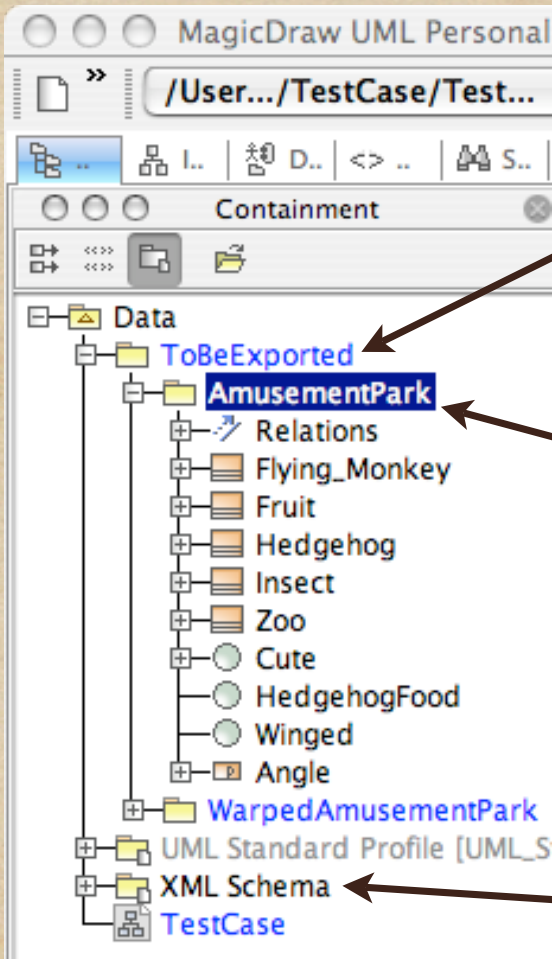 MagicDraw UML Personal
» /User.../TestCase/Test...
.. I.. D.. <> .. S..
Containment
Data
ToBeExported
AmusementPark
Relations
Flying_Monkey
Fruit
Hedgehog
Insect
Zoo
Cute
HedgehogFood
Winged
Angle
WarpedAmusementPark
UML Standard Profile [UML_S
XML Schema
TestCase